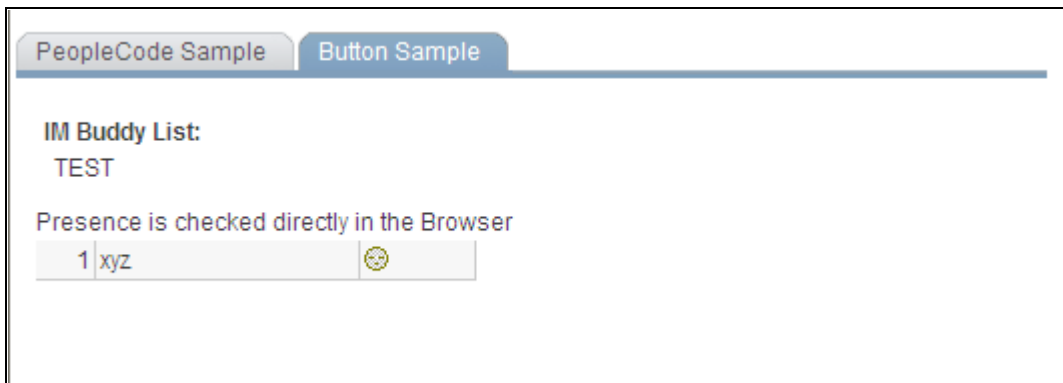 PeopleCode Sample
Button Sample
IM Buddy List:
TEST
Presence is checked directly in the Browser
1 xyz